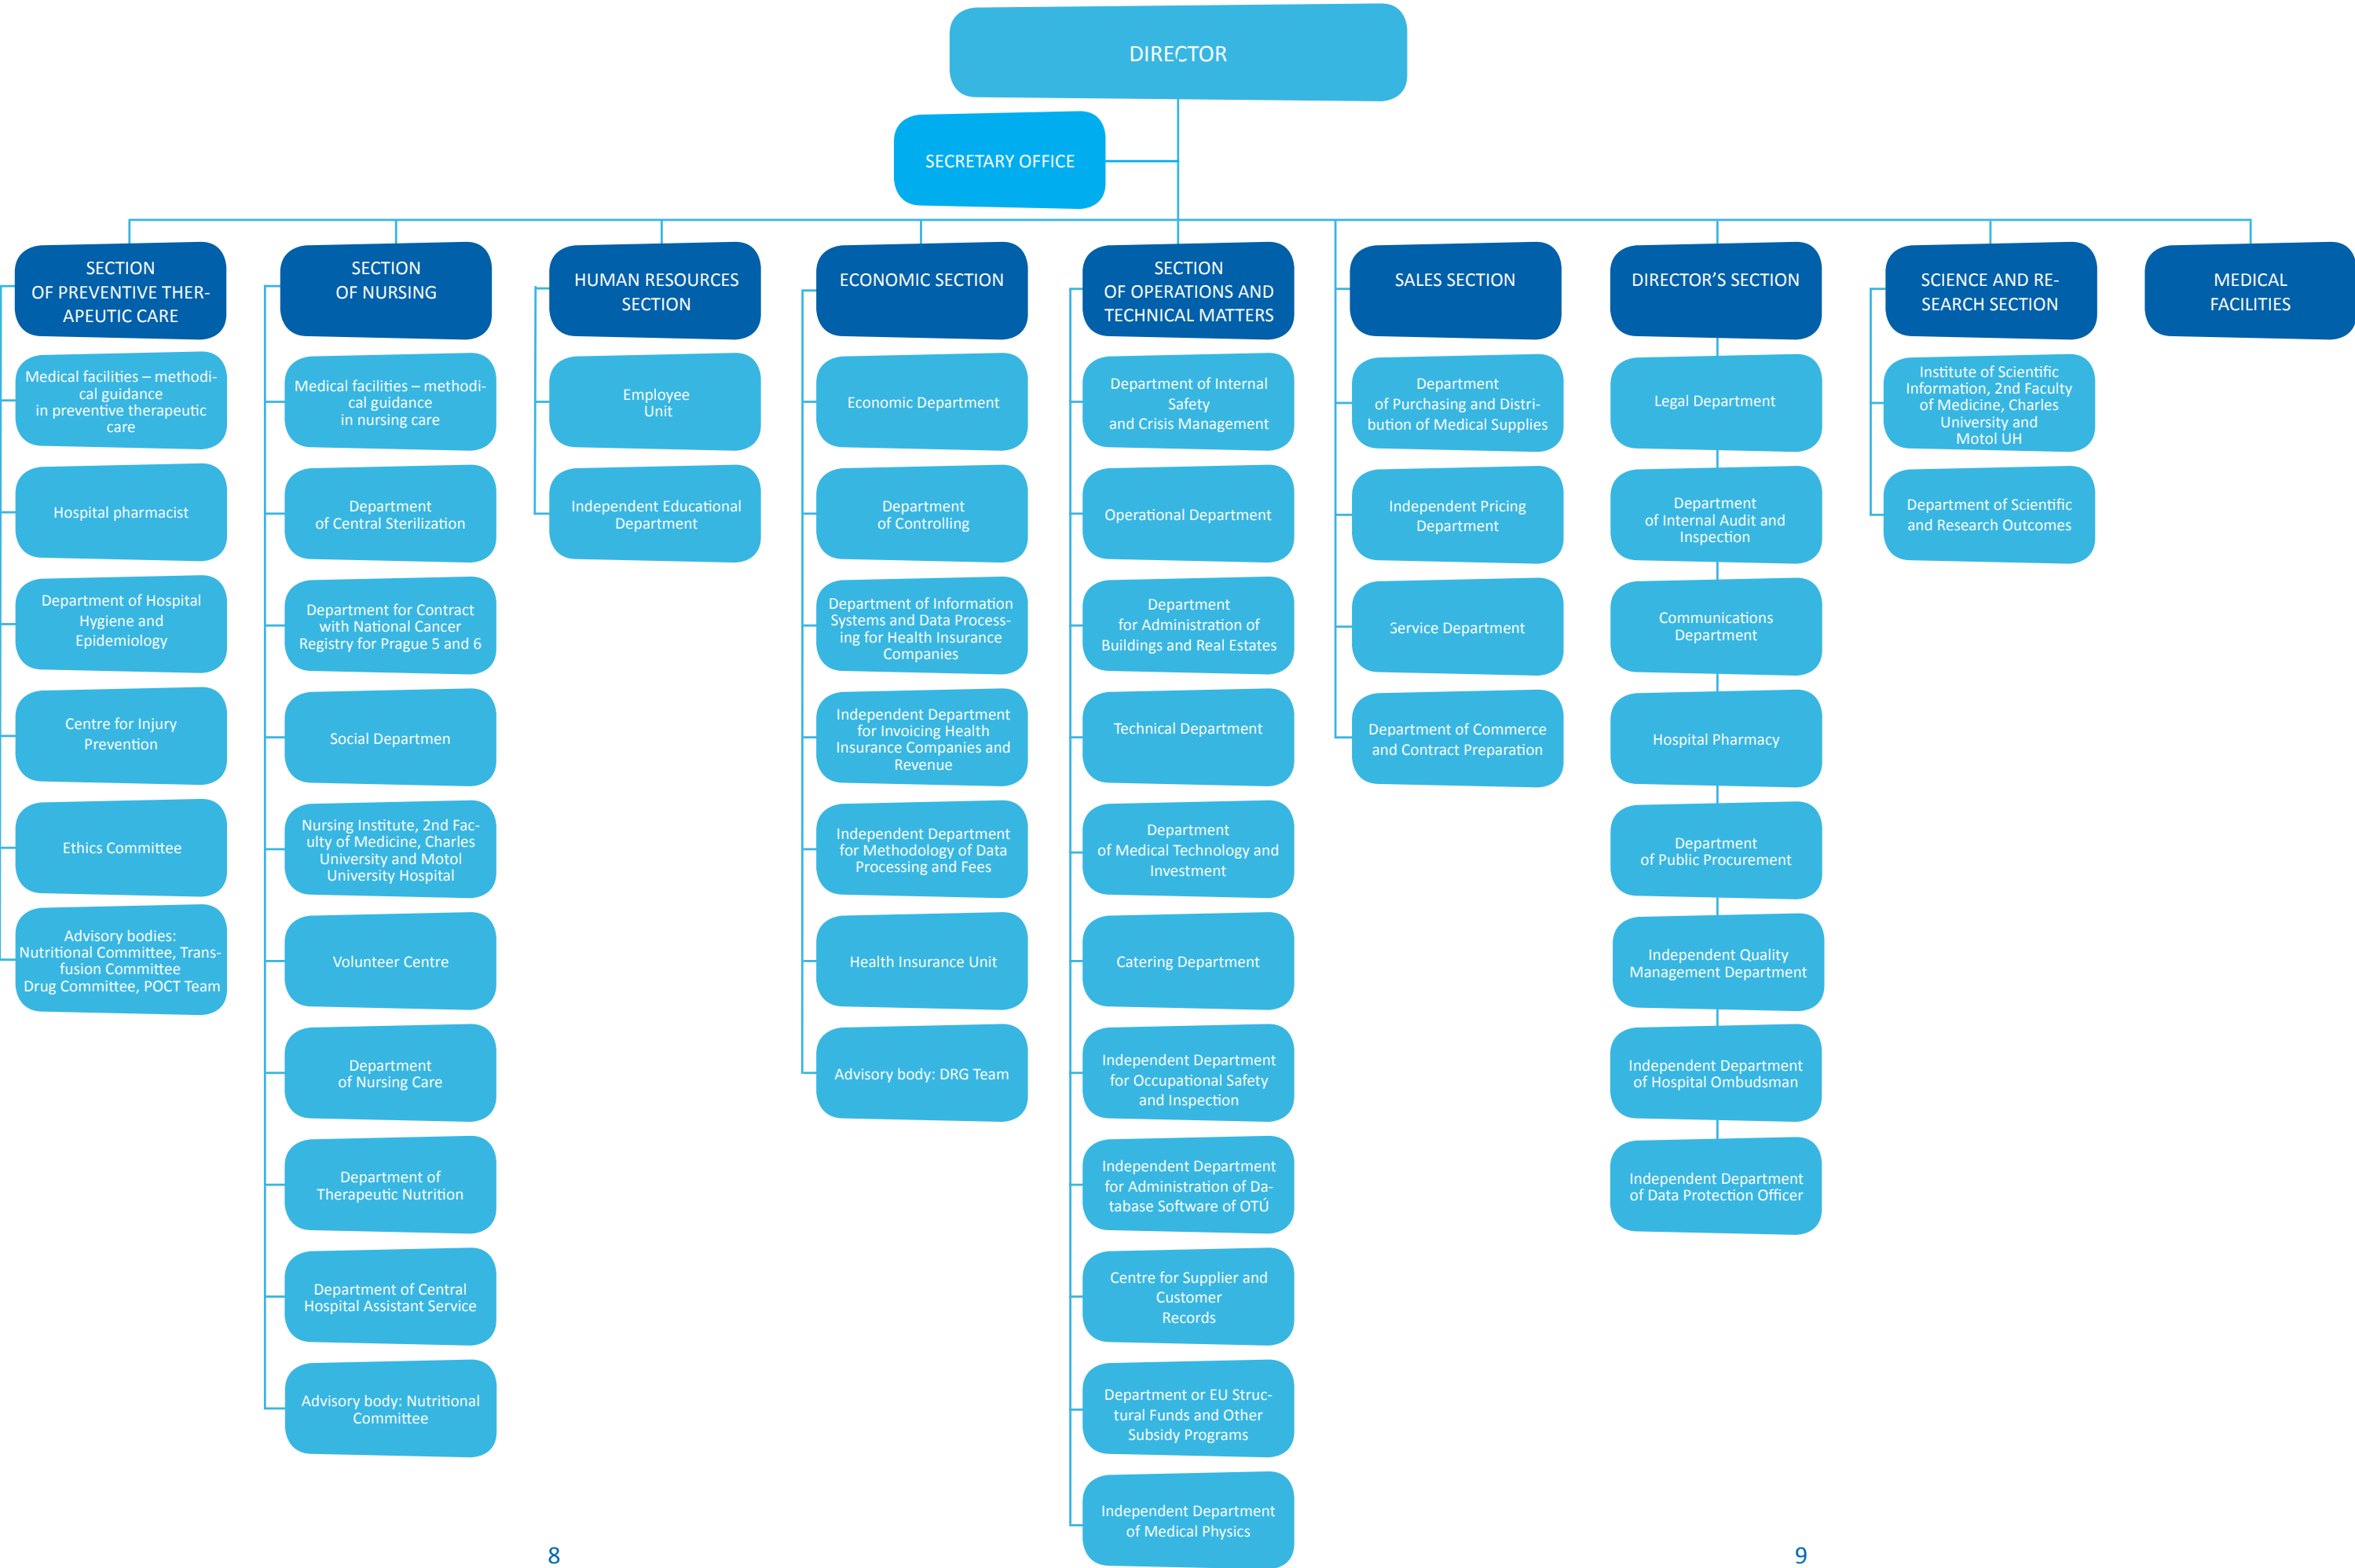 DIRECTOR
SECRETARY OFFICE
SECTION
OF PREVENTIVE THER-
APEUTIC CARE
Medical facilities – methodi-
cal guidance
in preventive therapeutic
care
Hospital pharmacist
Department of Hospital
Hygiene and
Epidemiology
Centre for Injury
Prevention
Ethics Committee
Advisory bodies:
Nutritional Committee, Trans-
fusion Committee
Drug Committee, POCT Team
SECTION
OF NURSING
Medical facilities – methodi-
cal guidance
in nursing care
Department
of Central Sterilization
Department for Contract
with National Cancer
Registry for Prague 5 and 6
Social Departmen
Nursing Institute, 2nd Fac-
ulty of Medicine, Charles
University and Motol
University Hospital
Volunteer Centre
Department
of Nursing Care
Department of
Therapeutic Nutrition
Department of Central
Hospital Assistant Service
Advisory body: Nutritional
Committee
HUMAN RESOURCES
SECTION
Employee
Unit
Independent Educational
Department
ECONOMIC SECTION
Economic Department
Department
of Controlling
Department of Information
Systems and Data Process-
ing for Health Insurance
Companies
Independent Department
for Invoicing Health
Insurance Companies and
Revenue
Independent Department
for Methodology of Data
Processing and Fees
Health Insurance Unit
Advisory body: DRG Team
SECTION
OF OPERATIONS AND
TECHNICAL MATTERS
Department of Internal
Safety
and Crisis Management
Operational Department
Department
for Administration of
Buildings and Real Estates
Technical Department
Department
of Medical Technology and
Investment
Catering Department
Independent Department
for Occupational Safety
and Inspection
Independent Department
for Administration of Da-
tabase Software of OTÚ
Centre for Supplier and
Customer
Records
Department or EU Struc-
tural Funds and Other
Subsidy Programs
Independent Department
of Medical Physics
SALES SECTION
Department
of Purchasing and Distri-
bution of Medical Supplies
Independent Pricing
Department
Service Department
Department of Commerce
and Contract Preparation
DIRECTOR’S SECTION
Legal Department
Department
of Internal Audit and
Inspection
Communications
Department
Hospital Pharmacy
Department
of Public Procurement
Independent Quality
Management Department
Independent Department
of Hospital Ombudsman
Independent Department
of Data Protection Officer
SCIENCE AND RE-
SEARCH SECTION
Institute of Scientific
Information, 2nd Faculty
of Medicine, Charles
University and
Motol UH
Department of Scientific
and Research Outcomes
MEDICAL
FACILITIES
8
9